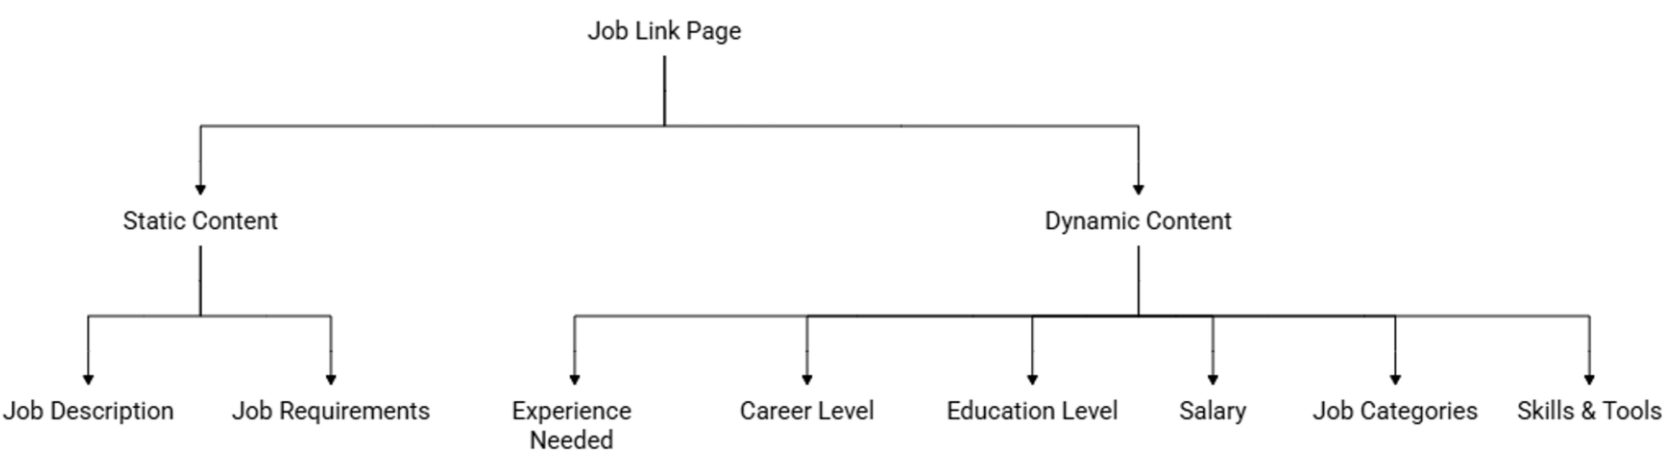 Job Link Page
Static Content
Dynamic Content
Job Description
Job Requirements
Experience
Needed
Career Level
Education Level
Salary
Job Categories
Skills & Tools